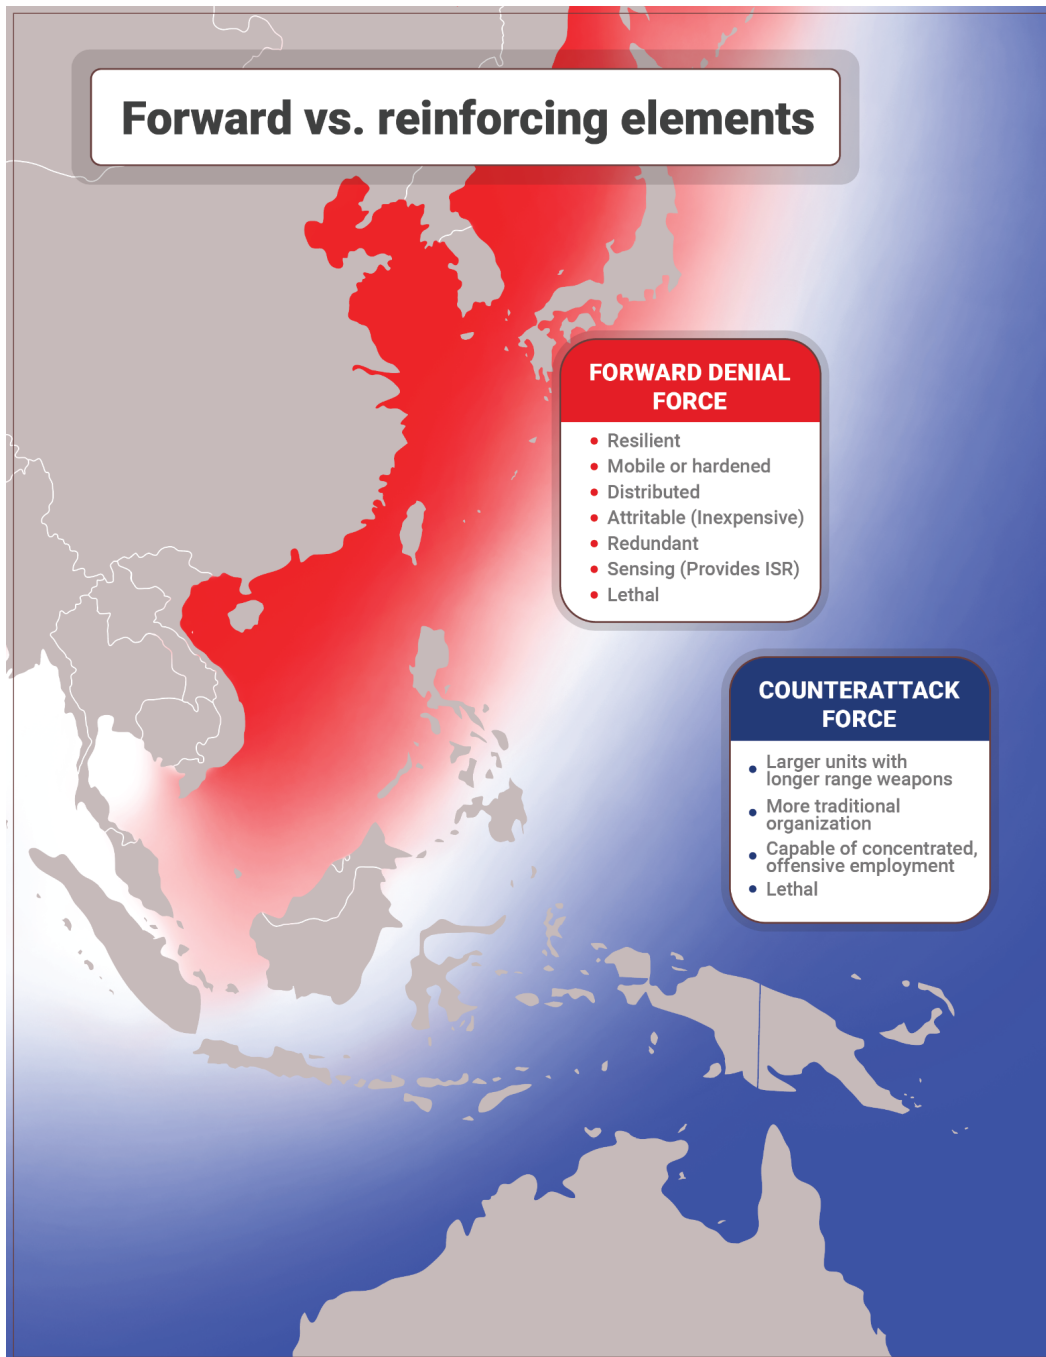 Forward vs. reinforcing elements
FORWARD DENIAL
FORCE
Resilient
Mobile or hardened
Distributed
Attritable (Inexpensive)
Redundant
Sensing (Provides ISR)
Lethal
COUNTERATTACK
FORCE
Larger units with
longer range weapons
More traditional
organization
Capable of concentrated,
offensive employment
Lethal